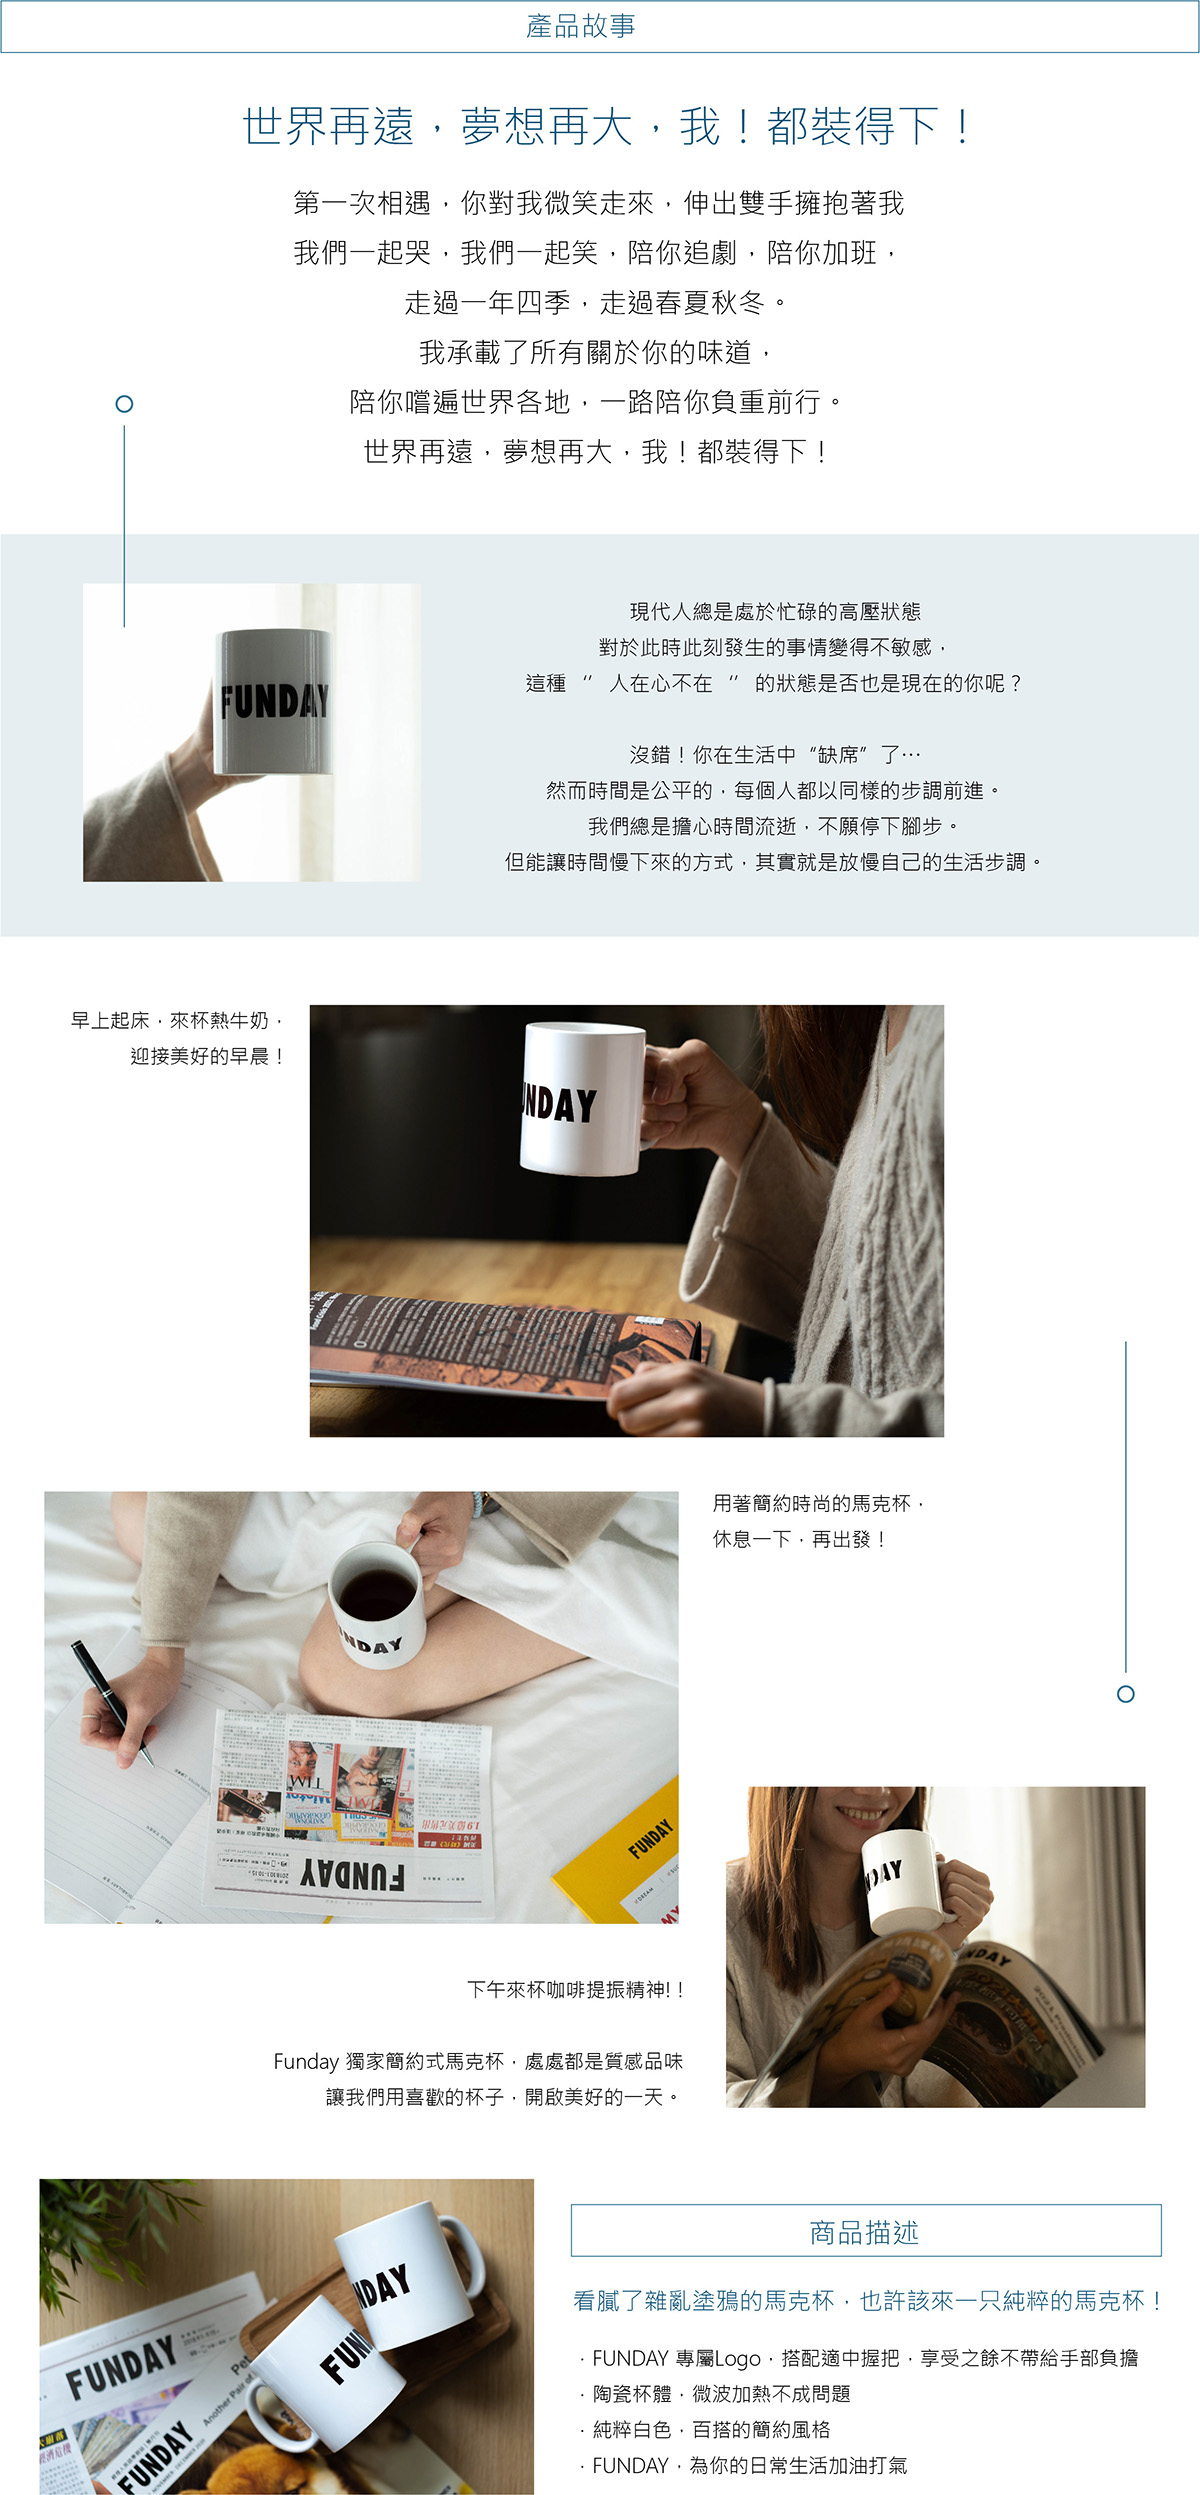 產品故事
世界再遠，夢想再大，我！都裝得下！
第一次相遇，你對我微笑走來，伸出雙手擁抱著我
我們一起哭，我們一起笑，陪你追劇，陪你加班，
走過一年四季，走過春夏秋冬。
我承載了所有關於你的味道，
陪你嚐遍世界各地，一路陪你負重前行。
世界再遠，夢想再大，我！都裝得下！
現代人總是處於忙碌的高壓狀態
對於此時此刻發生的事情變得不敏感，
這種 “ 人在心不在 “ 的狀態是否也是現在的你呢？
沒錯！你在生活中“缺席”了…
然而時間是公平的，每個人都以同樣的步調前進。
我們總是擔心時間流逝，不願停下腳步。
但能讓時間慢下來的方式，其實就是放慢自己的生活步調。
FUNDAY
早上起床，來杯熱牛奶，
迎接美好的早晨！
NDAY
用著簡約時尚的馬克杯，
休息一下，再出發！
NDAY
FUNDAY
1.9億美元售出
TIME
NATIONAL GEOGRAPHIC
FUNDAY
DAY
NDAY
下午來杯咖啡提振精神!！
Funday 獨家簡約式馬克杯，處處都是質感品味
讓我們用喜歡的杯子，開啟美好的一天。
NDAY
FUN
FUNDAY
FUNDAY
Another Pair
商品描述
看膩了雜亂塗鴉的馬克杯，也許該來一只純粹的馬克杯！
· FUNDAY 專屬Logo，搭配適中握把，享受之餘不帶給手部負擔
· 陶瓷杯體，微波加熱不成問題
· 純粹白色，百搭的簡約風格
· FUNDAY，為你的日常生活加油打氣